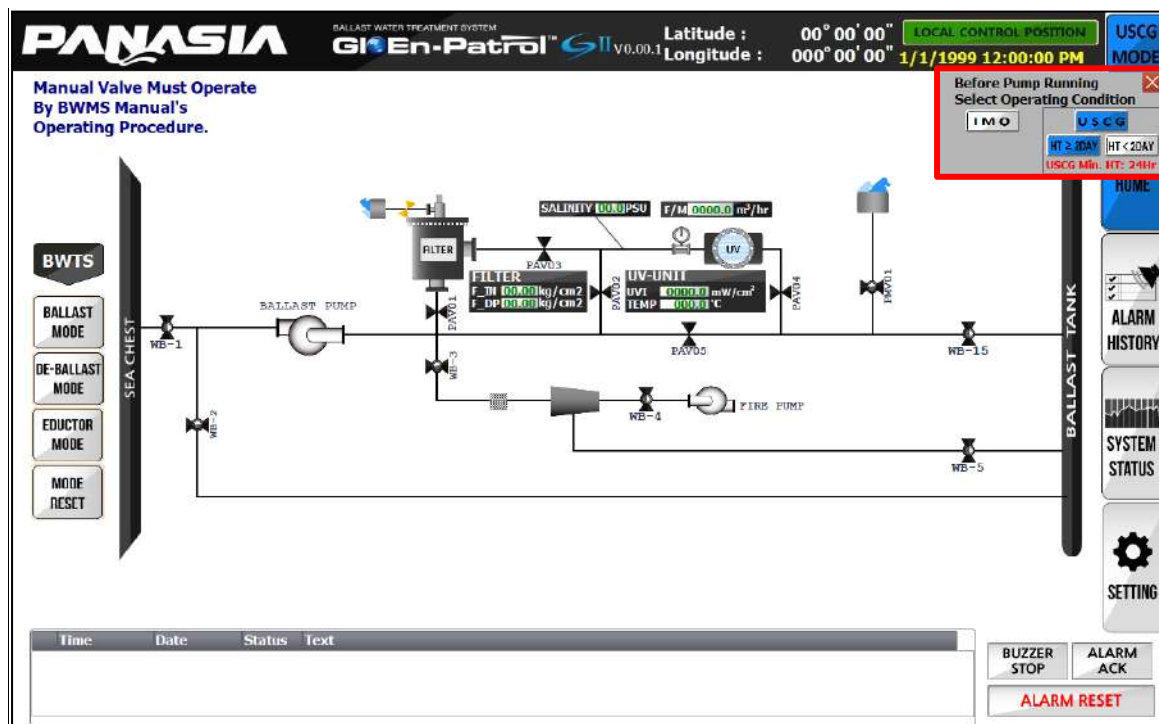 PANASIA
BALLAST WATER TREATMENT SYSTEM
GloEn-Patrol™ SII V0.00.1
Latitude : 00° 00' 00"
Longitude : 000° 00' 00"
LOCAL CONTROL POSITION
1/1/1999 12:00:00 PM
USCG
MODE
Manual Valve Must Operate
By BWMS Manual's
Operating Procedure.
Before Pump Running
Select Operating Condition
I M O
U S C G
HT ≥ 2DAY
HT < 2DAY
USCG Min. HT: 24Hr
HOME
SALINITY 00.0 PSU
F/M 0000.0 m³/hr
FILTER
UV
PAV03
FILTER
F_IN 00.00 kg/cm2
F_DP 00.00 kg/cm2
PAV02
UV-UNIT
UVI 0000.0 mW/cm²
TEMP 000.0 °C
PAV04
PMV01
PAV01
BWTS
BALLAST
MODE
DE-BALLAST
MODE
EDUCTOR
MODE
MODE
RESET
SEA CHEST
WB-1
BALLAST PUMP
PAV05
WB-15
WB-3
WB-2
WB-4
FIRE PUMP
WB-5
BALLAST TANK
ALARM
HISTORY
SYSTEM
STATUS
SETTING
Time Date Status Text
BUZZER
STOP
ALARM
ACK
ALARM RESET